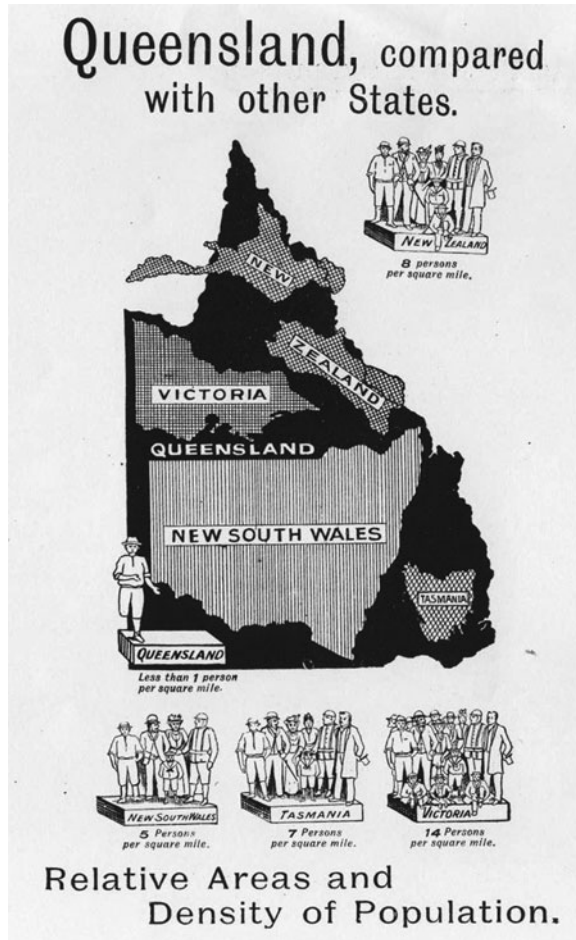 Queensland, compared
with other States.
NEW ZEALAND
8 persons
per square mile.
NEW
ZEALAND
VICTORIA
QUEENSLAND
NEW SOUTH WALES
TASMANIA
QUEENSLAND
Less than 1 person
per square mile.
NEW SOUTH WALES
5 Persons
per square mile.
TASMANIA
7 Persons
per square mile.
VICTORIA
14 Persons
per square mile.
Relative Areas and
Density of Population.